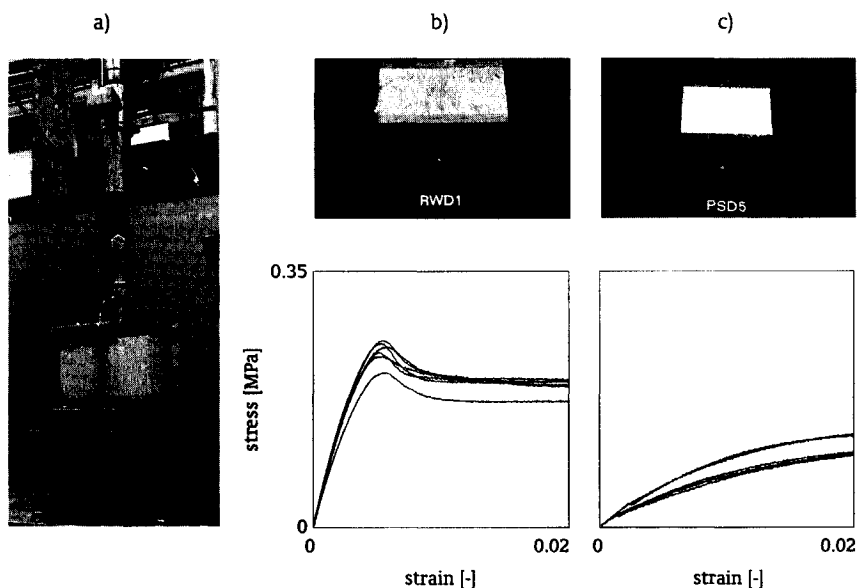 a)
b)
c)
RWD1
PSD5
0.35
stress [MPa]
0
0
0.02
0
0.02
strain [-]
strain [-]